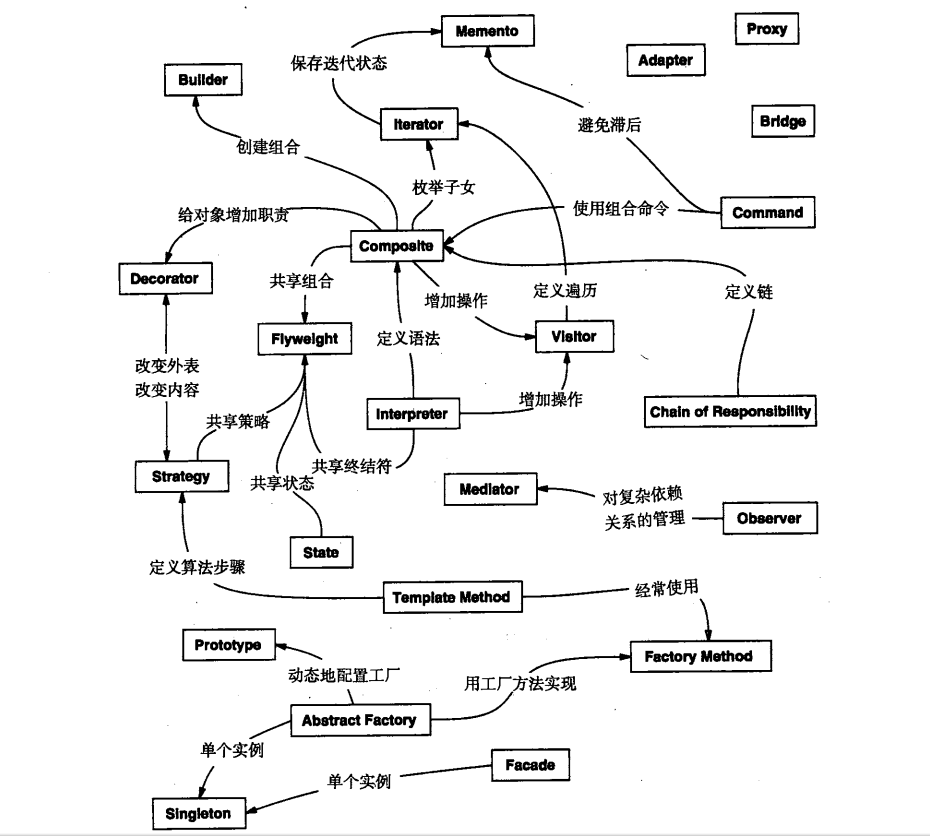 Memento
Proxy
保存迭代状态
Adapter
Builder
Iterator
避免滞后
Bridge
创建组合
枚举子女
给对象增加职责
使用组合命令
Command
Composite
Decorator
共享组合
增加操作
定义遍历
定义链
Flyweight
定义语法
Visitor
改变外表
改变内容
增加操作
共享策略
Interpreter
Chain of Responsibility
共享终结符
Strategy
共享状态
Mediator
对复杂依赖
关系的管理
Observer
State
定义算法步骤
Template Method
经常使用
Prototype
Factory Method
动态地配置工厂
用工厂方法实现
Abstract Factory
单个实例
Facade
单个实例
Singleton